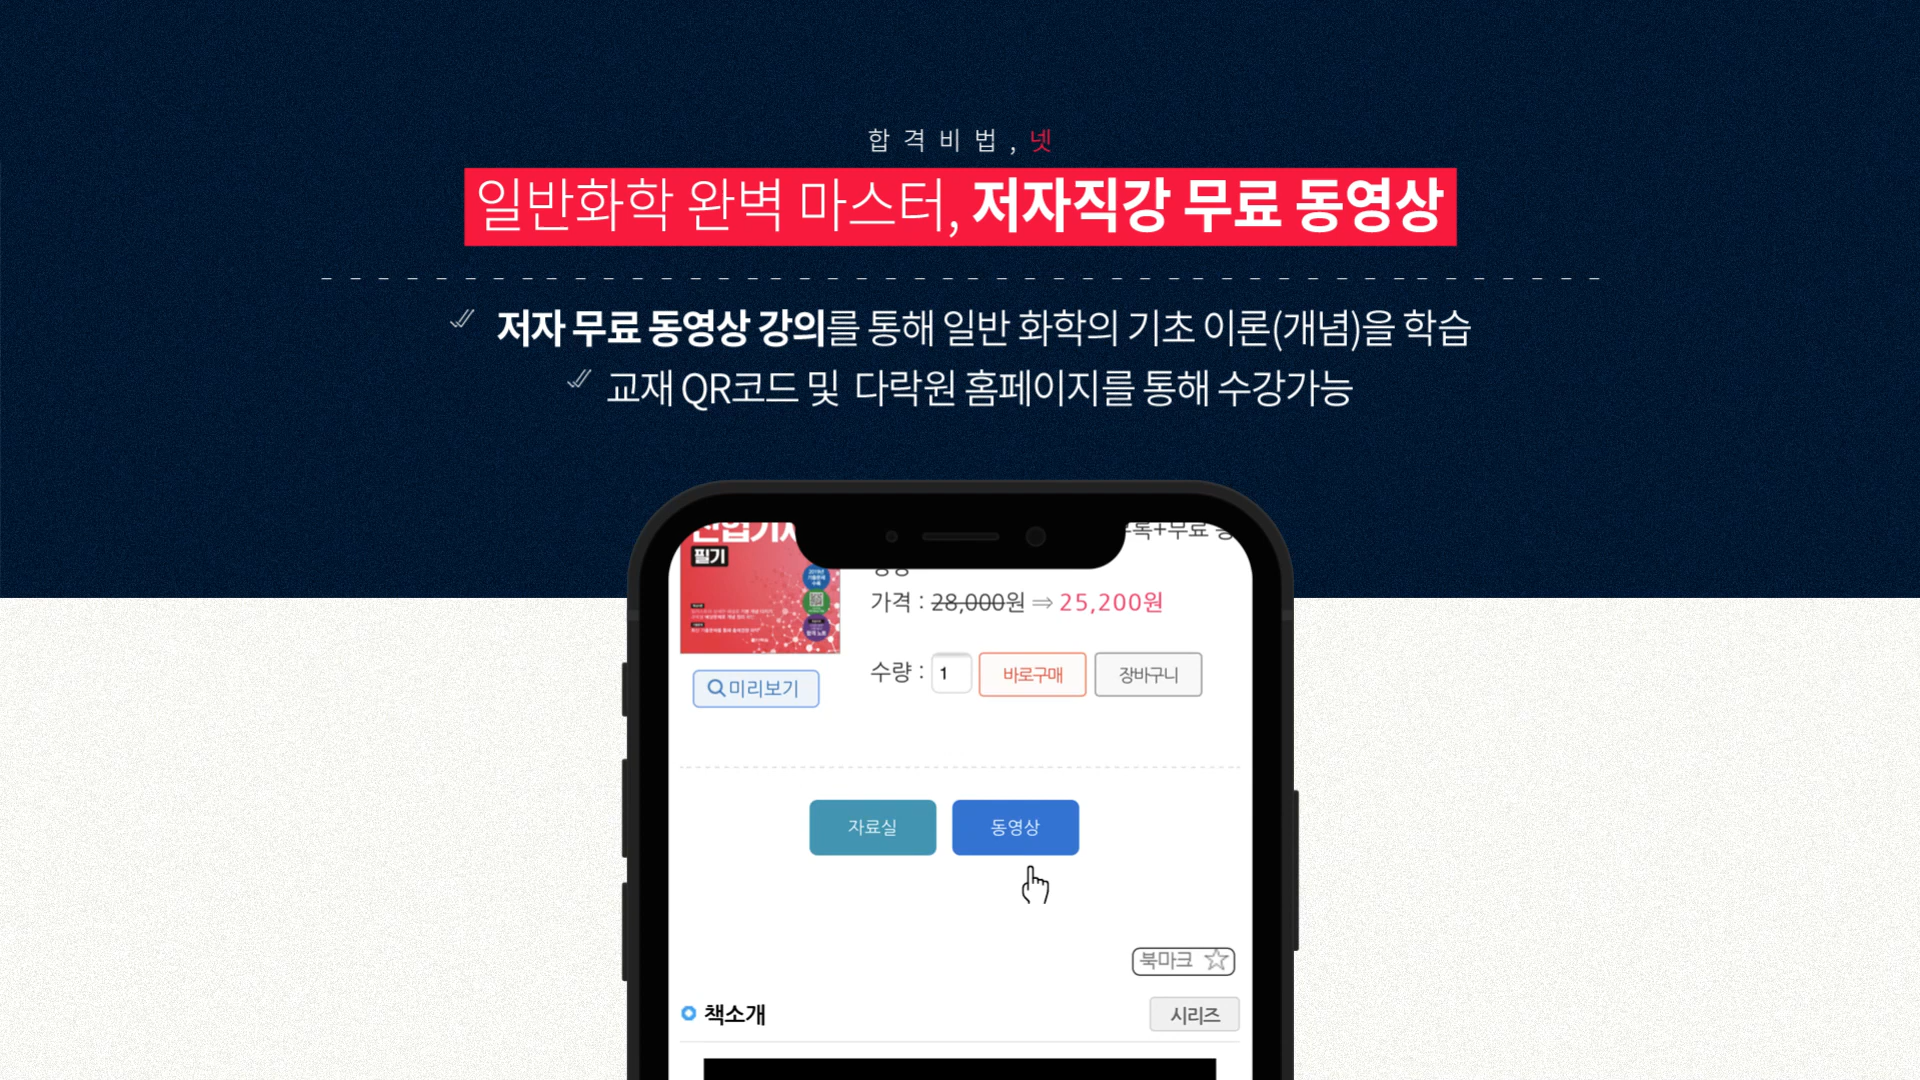 합격비법, 넷
일반화학 완벽 마스터, 저자직강 무료 동영상
저자 무료 동영상 강의를 통해 일반 화학의 기초 이론(개념)을 학습
교재 QR코드 및 다락원 홈페이지를 통해 수강가능
필기
가격 : 28,000원 ⇒ 25,200원
수량 : 1 바로구매 장바구니
미리보기
자료실 동영상
북마크
책소개 시리즈